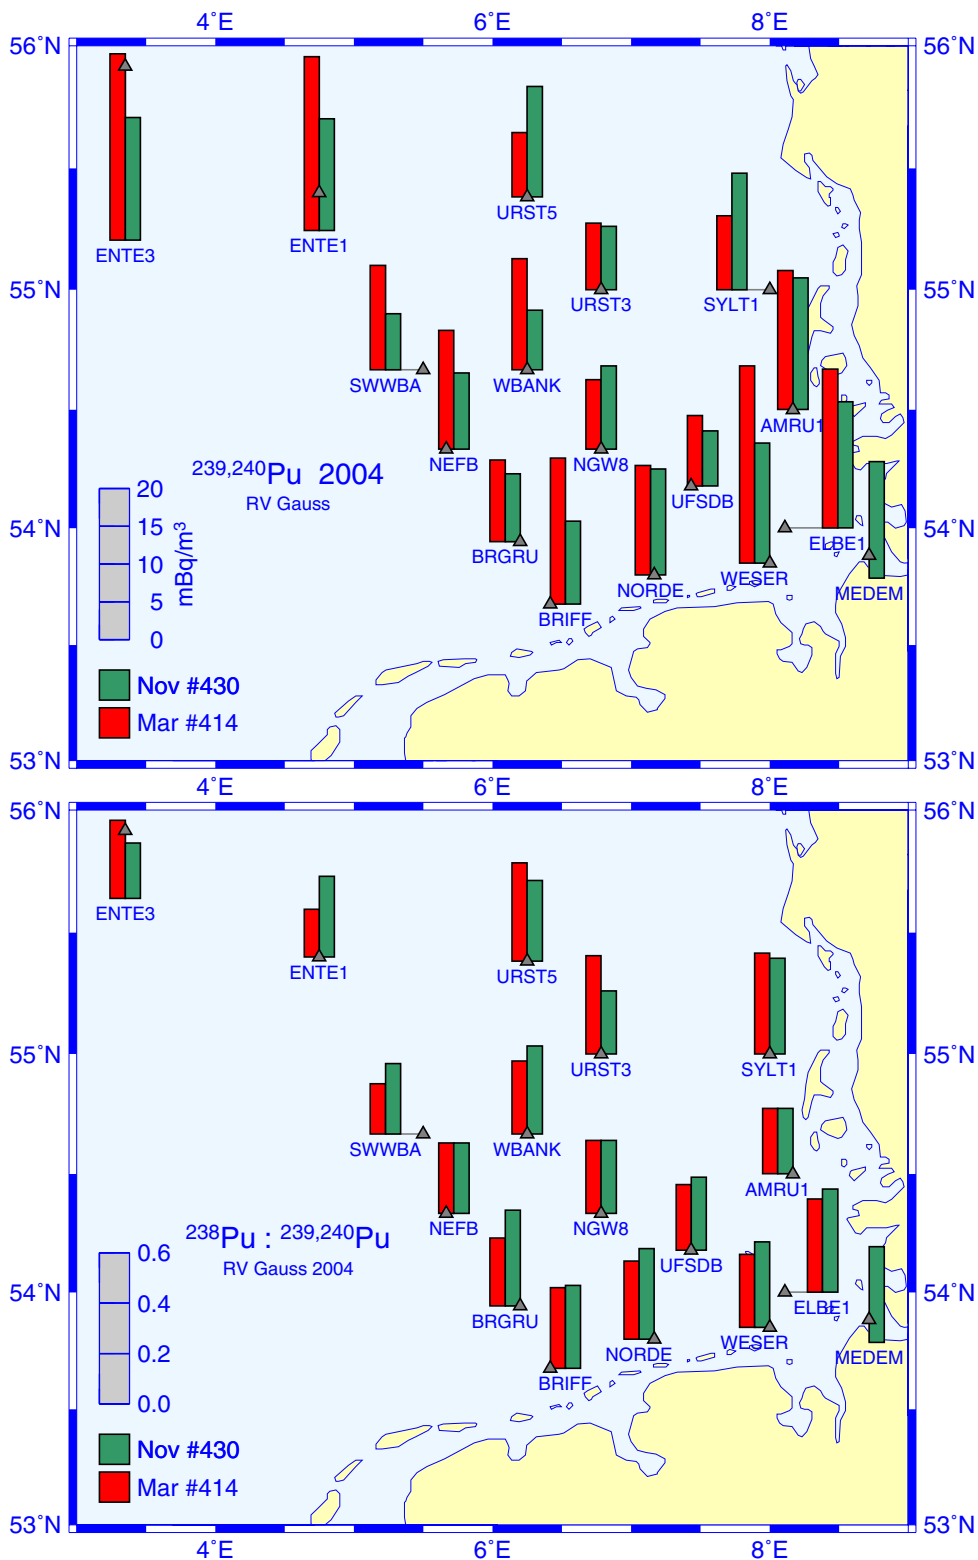 4°E 6°E 8°E
56°N 56°N
ENTE3 ENTE1 URST5
55°N URST3 SYLT1 55°N
SWWBA WBANK
AMRU1
NEFB NGW8
239,240Pu 2004
RV Gauss
UFSDB
20
15
10
5
0
mBq/m³
54°N 54°N
BRGRU ELBE1
WESER
NORDE MEDEM
BRIFF
Nov #430
Mar #414
53°N 53°N
4°E 6°E 8°E
56°N 56°N
ENTE3
ENTE1 URST5
55°N 55°N
URST3 SYLT1
SWWBA WBANK
AMRU1
NEFB NGW8
238Pu : 239,240Pu
RV Gauss 2004
UFSDB
0.6
0.4
0.2
0.0
54°N 54°N
BRGRU ELBE1
WESER
NORDE MEDEM
BRIFF
Nov #430
Mar #414
53°N 53°N
4°E 6°E 8°E